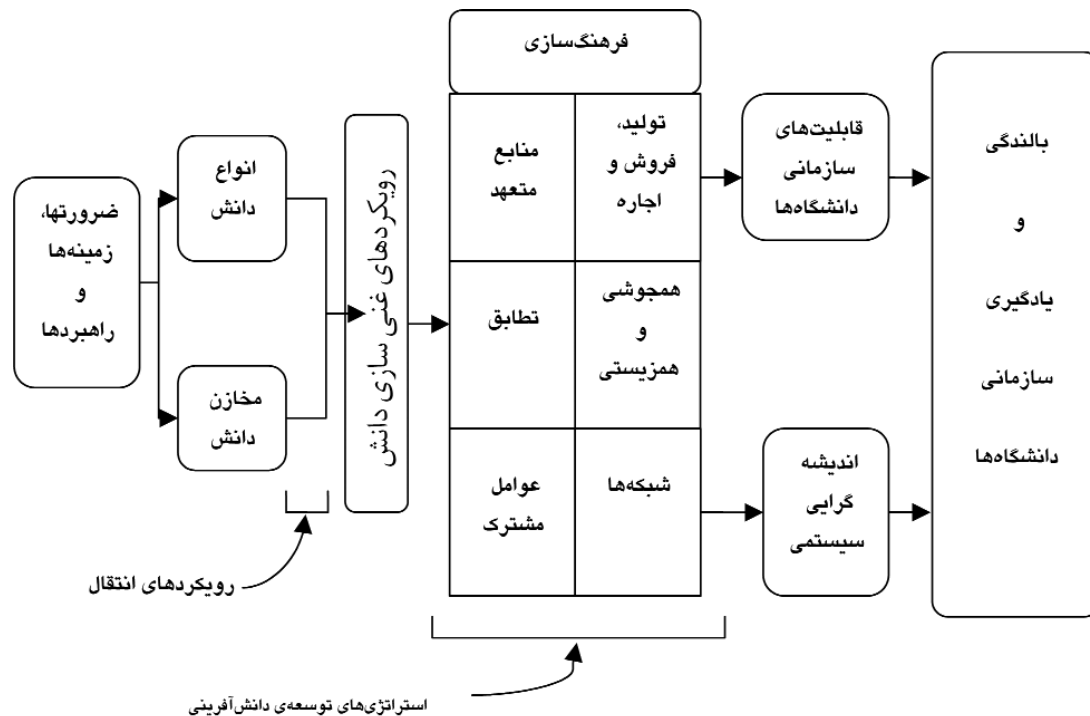 ضرورتها،
زمینه‌ها
و
راهبردها
انواع
دانش
مخازن
دانش
رویکردهای انتقال
رویکردهای غنی سازی دانش
فرهنگ‌سازی
منابع
متعهد
تولید،
فروش و
اجاره
تطابق
همجوشی
و
همزیستی
عوامل
مشترک
شبکه‌ها
استراتژی‌های توسعه‌ی دانش‌آفرینی
قابلیت‌های
سازمانی
دانشگاه‌ها
اندیشه
گرایی
سیستمی
بالندگی
و
یادگیری
سازمانی
دانشگاه‌ها